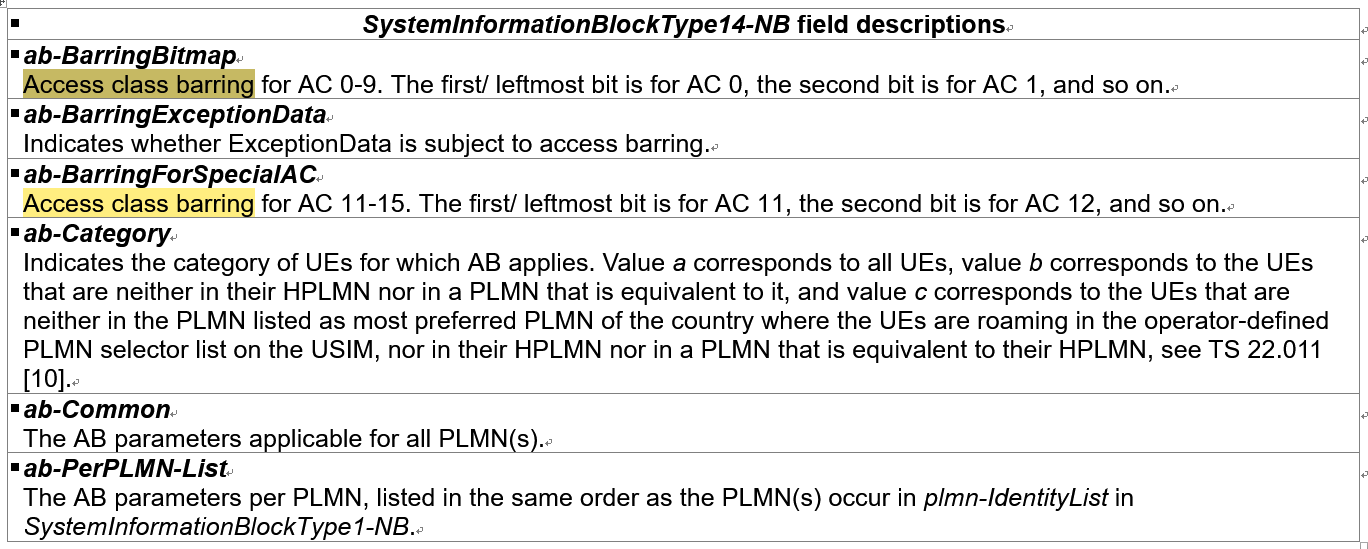 SystemInformationBlockType14-NB field descriptions
ab-BarringBitmap
Access class barring for AC 0-9. The first/ leftmost bit is for AC 0, the second bit is for AC 1, and so on.
ab-BarringExceptionData
Indicates whether ExceptionData is subject to access barring.
ab-BarringForSpecialAC
Access class barring for AC 11-15. The first/ leftmost bit is for AC 11, the second bit is for AC 12, and so on.
ab-Category
Indicates the category of UEs for which AB applies. Value a corresponds to all UEs, value b corresponds to the UEs
that are neither in their HPLMN nor in a PLMN that is equivalent to it, and value c corresponds to the UEs that are
neither in the PLMN listed as most preferred PLMN of the country where the UEs are roaming in the operator-defined
PLMN selector list on the USIM, nor in their HPLMN nor in a PLMN that is equivalent to their HPLMN, see TS 22.011
[10].
ab-Common
The AB parameters applicable for all PLMN(s).
ab-PerPLMN-List
The AB parameters per PLMN, listed in the same order as the PLMN(s) occur in plmn-IdentityList in
SystemInformationBlockType1-NB.